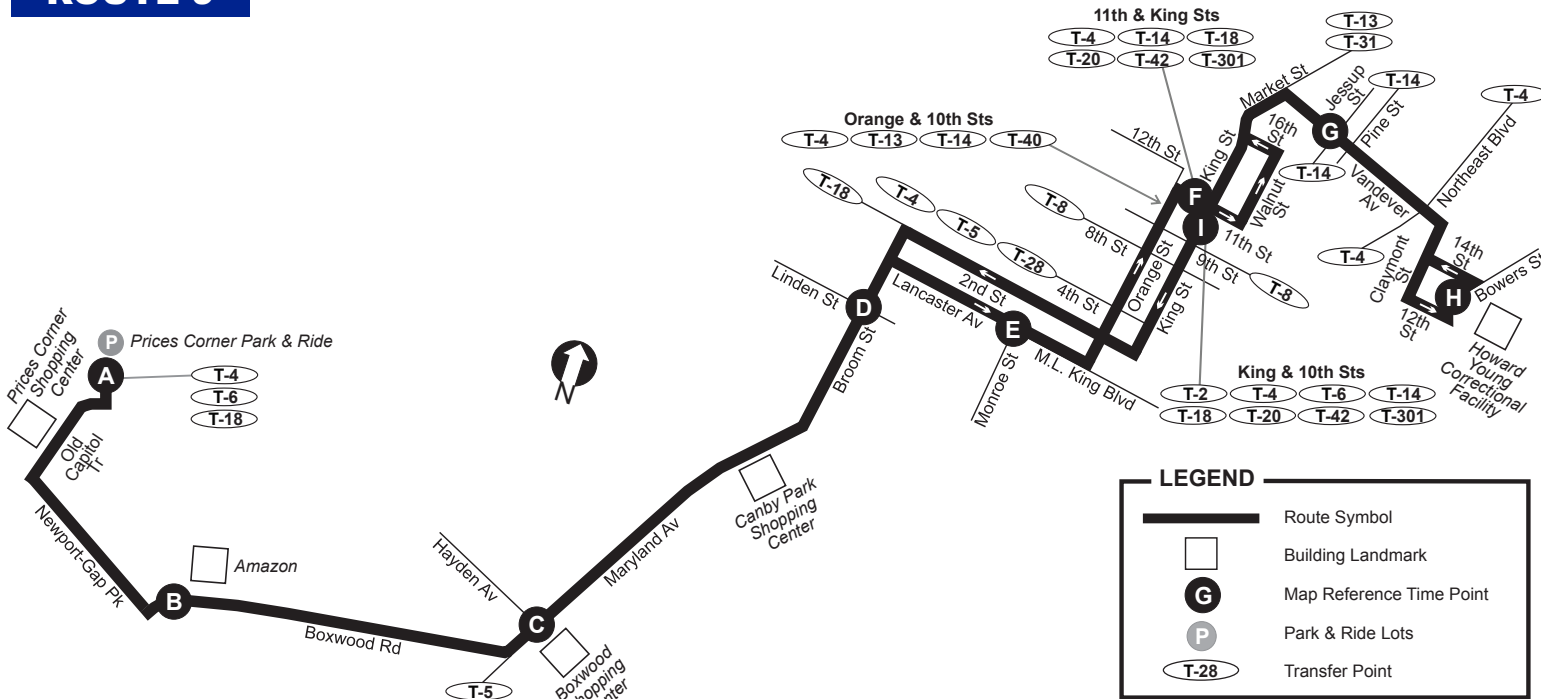 11th & King Sts
T-4 T-14 T-18
T-20 T-42 T-301
T-13
T-31
Market St
Jessup
St
T-14
Pine St
T-14
T-4
Northeast Blvd
Orange & 10th Sts
T-4 T-13 T-14 T-40
12th St
King St
16th
St
G
Vandever
Av
F
Walnut
St
T-18
T-4
T-5
T-28
T-8
8th St
Orange St
I
11th St
9th St
T-8
King St
T-4
Claymont
St
14th
St
Bowers St
H
12th
St
Howard
Young
Correctional
Facility
Linden St
D
Lancaster Av
2nd St
4th St
E
Monroe St
M.L. King Blvd
Broom St
King & 10th Sts
T-2 T-4 T-6 T-14
T-18 T-20 T-42 T-301
Prices Corner
Shopping
Center
P
Prices Corner Park & Ride
A
T-4
T-6
T-18
N
Old
Capitol
Tr
Newport-Gap Pk
B
Amazon
Boxwood Rd
Hayden Av
C
Maryland Av
Canby Park
Shopping
Center
T-5
Boxwood
LEGEND
Route Symbol
Building Landmark
G Map Reference Time Point
P Park & Ride Lots
T-28 Transfer Point